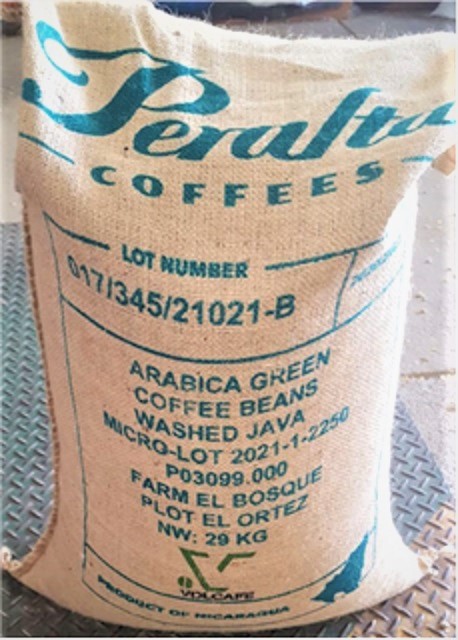 Peralta
COFFEES
LOT NUMBER
017/345/21021-B
ARABICA GREEN
COFFEE BEANS
WASHED JAVA
MICRO-LOT 2021-1-2250
P03099.000
FARM EL BOSQUE
PLOT EL ORTEZ
NW: 29 KG
VOLCAFE
PRODUCT OF NICARAGUA